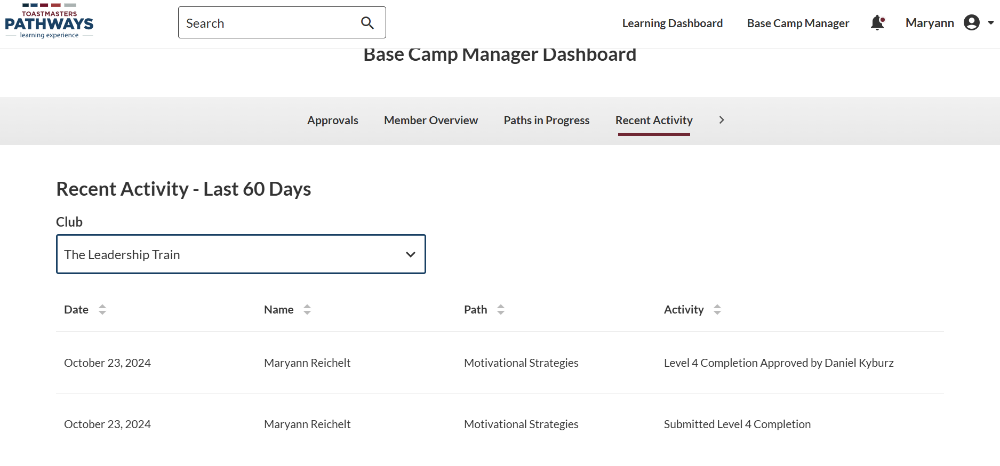 TOASTMASTERS
PATHWAYS
learning experience
Search
Learning Dashboard
Base Camp Manager
Maryann
Base Camp Manager Dashboard
Approvals
Member Overview
Paths in Progress
Recent Activity
Recent Activity - Last 60 Days
Club
The Leadership Train
Date Name Path Activity
October 23, 2024 Maryann Reichelt Motivational Strategies Level 4 Completion Approved by Daniel Kyburz
October 23, 2024 Maryann Reichelt Motivational Strategies Submitted Level 4 Completion